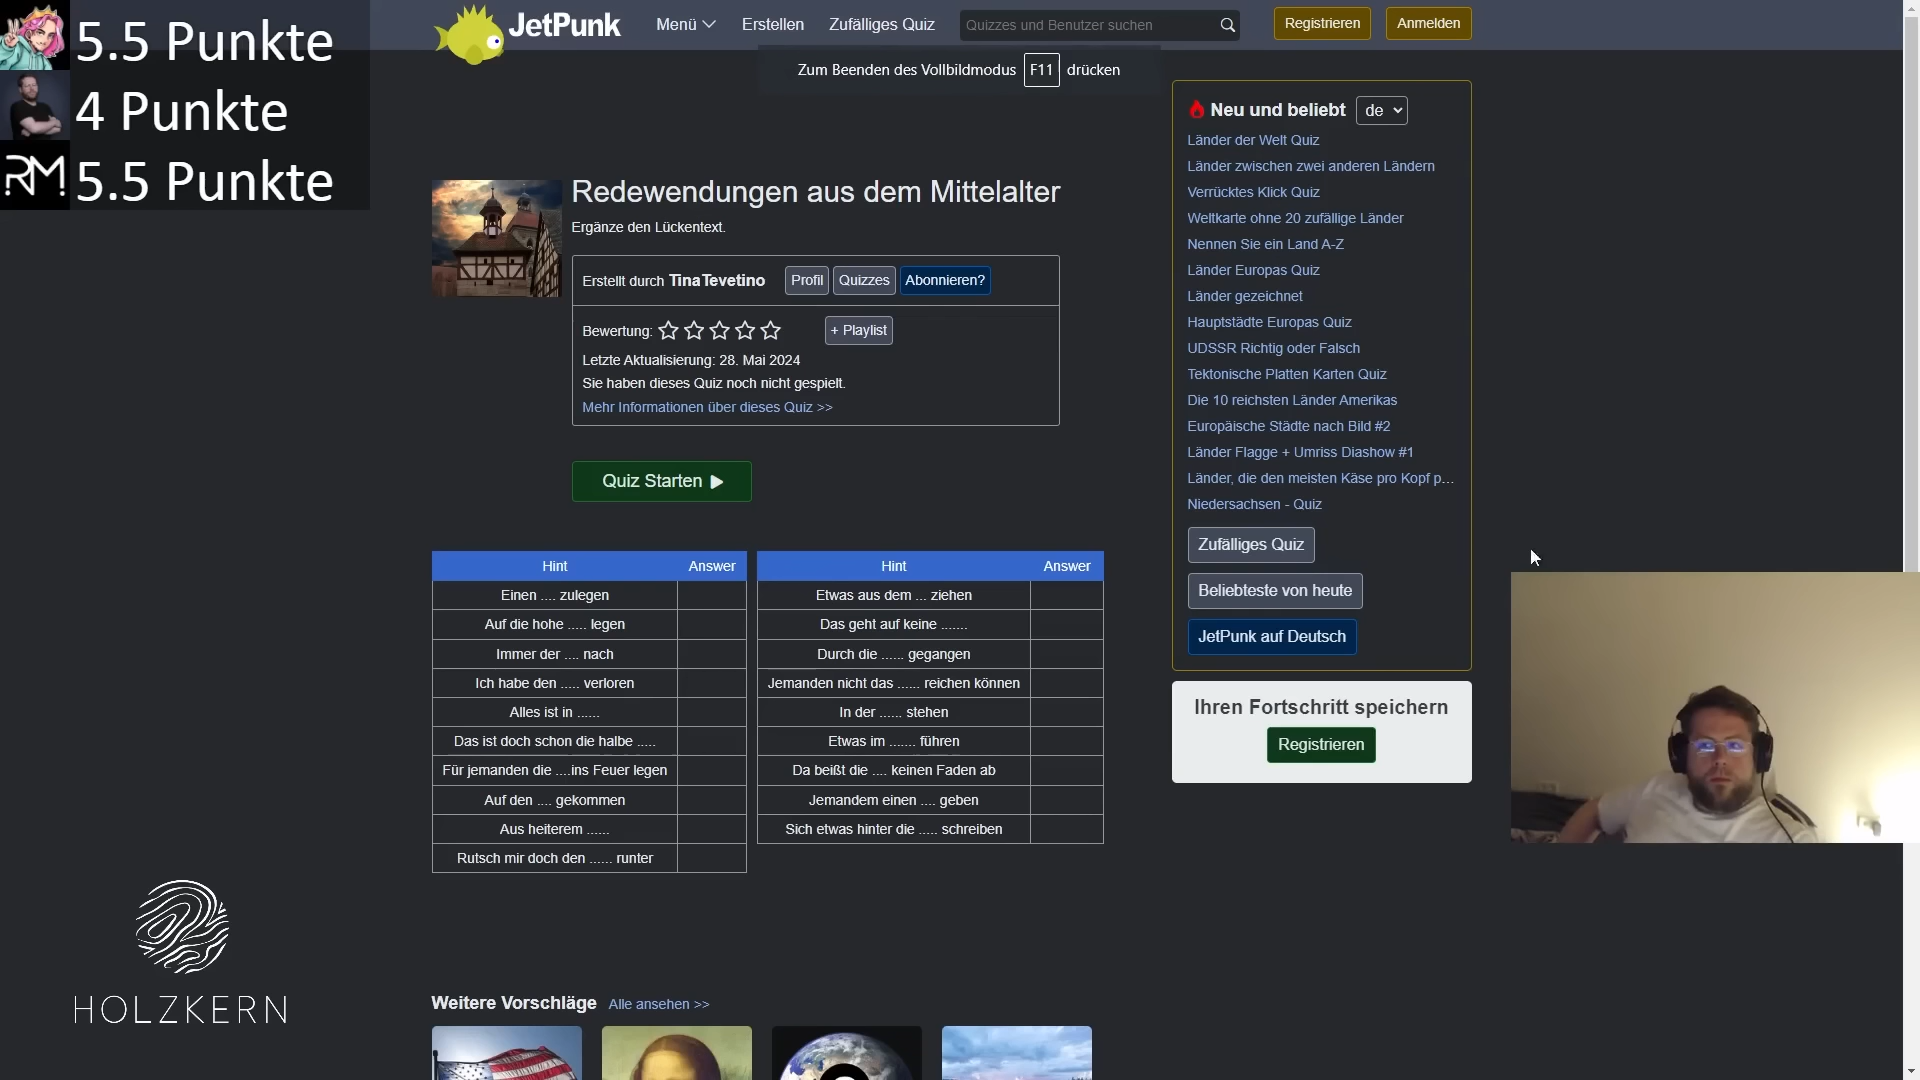 5.5 Punkte
4 Punkte
RM 5.5 Punkte
JetPunk
Menü
Erstellen
Zufälliges Quiz
Quizzes und Benutzer suchen
Registrieren
Anmelden
Zum Beenden des Vollbildmodus F11 drücken
Redewendungen aus dem Mittelalter
Ergänze den Lückentext.
Erstellt durch TinaTevetino
Profil
Quizzes
Abonnieren?
Bewertung:
+ Playlist
Letzte Aktualisierung: 28. Mai 2024
Sie haben dieses Quiz noch nicht gespielt.
Mehr Informationen über dieses Quiz >>
Quiz Starten
Hint Answer
Einen .... zulegen
Auf die hohe ..... legen
Immer der .... nach
Ich habe den ..... verloren
Alles ist in ......
Das ist doch schon die halbe .....
Für jemanden die ....ins Feuer legen
Auf den .... gekommen
Aus heiterem ......
Rutsch mir doch den ...... runter
Hint Answer
Etwas aus dem ... ziehen
Das geht auf keine .......
Durch die ...... gegangen
Jemanden nicht das ...... reichen können
In der ...... stehen
Etwas im ....... führen
Da beißt die .... keinen Faden ab
Jemandem einen .... geben
Sich etwas hinter die ..... schreiben
Neu und beliebt
de
Länder der Welt Quiz
Länder zwischen zwei anderen Ländern
Verrücktes Klick Quiz
Weltkarte ohne 20 zufällige Länder
Nennen Sie ein Land A-Z
Länder Europas Quiz
Länder gezeichnet
Hauptstädte Europas Quiz
UDSSR Richtig oder Falsch
Tektonische Platten Karten Quiz
Die 10 reichsten Länder Amerikas
Europäische Städte nach Bild #2
Länder Flagge + Umriss Diashow #1
Länder, die den meisten Käse pro Kopf p...
Niedersachsen - Quiz
Zufälliges Quiz
Beliebteste von heute
JetPunk auf Deutsch
Ihren Fortschritt speichern
Registrieren
HOLZKERN
Weitere Vorschläge
Alle ansehen >>